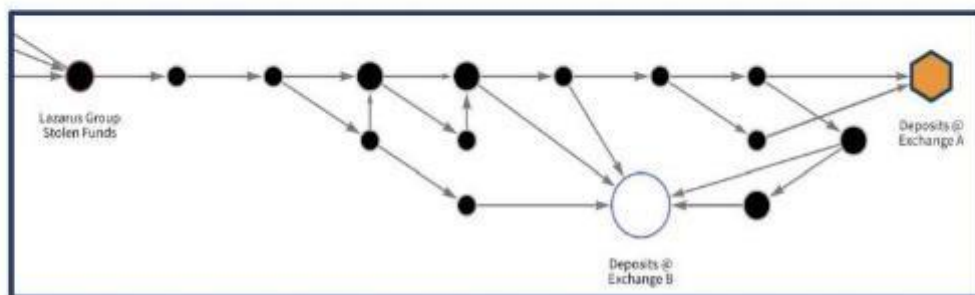 Lazarus Group
Stolen Funds
Deposits @
Exchange A
Deposits @
Exchange B